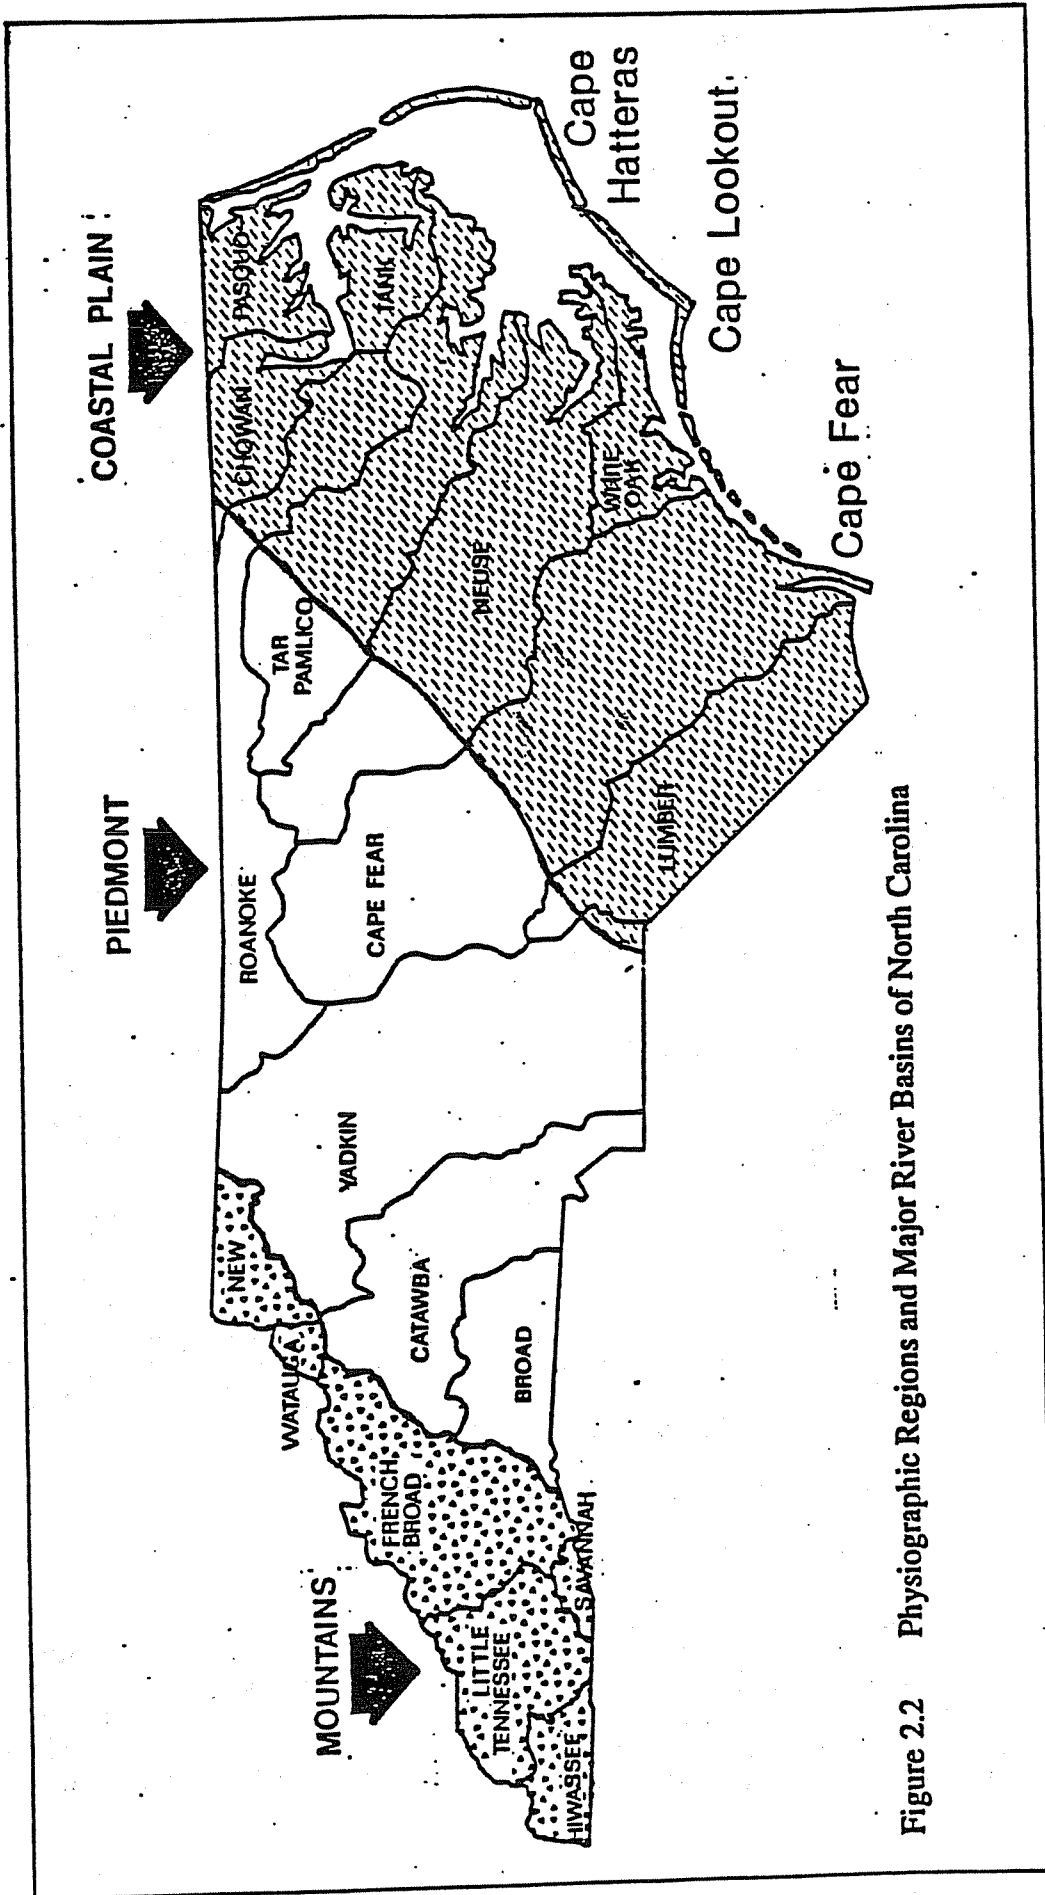 COASTAL PLAIN
PIEDMONT
MOUNTAINS
PASQUO-
TANK
CHOWAN
ROANOKE
TAR
PAMLICO
NEUSE
WHITE
OAK
CAPE FEAR
LUMBER
YADKIN
CATAWBA
BROAD
NEW
WATAUGA
FRENCH
BROAD
LITTLE
TENNESSEE
HIWASSEE
SAVANNAH
Cape
Hatteras
Cape Lookout
Cape Fear
Figure 2.2 Physiographic Regions and Major River Basins of North Carolina